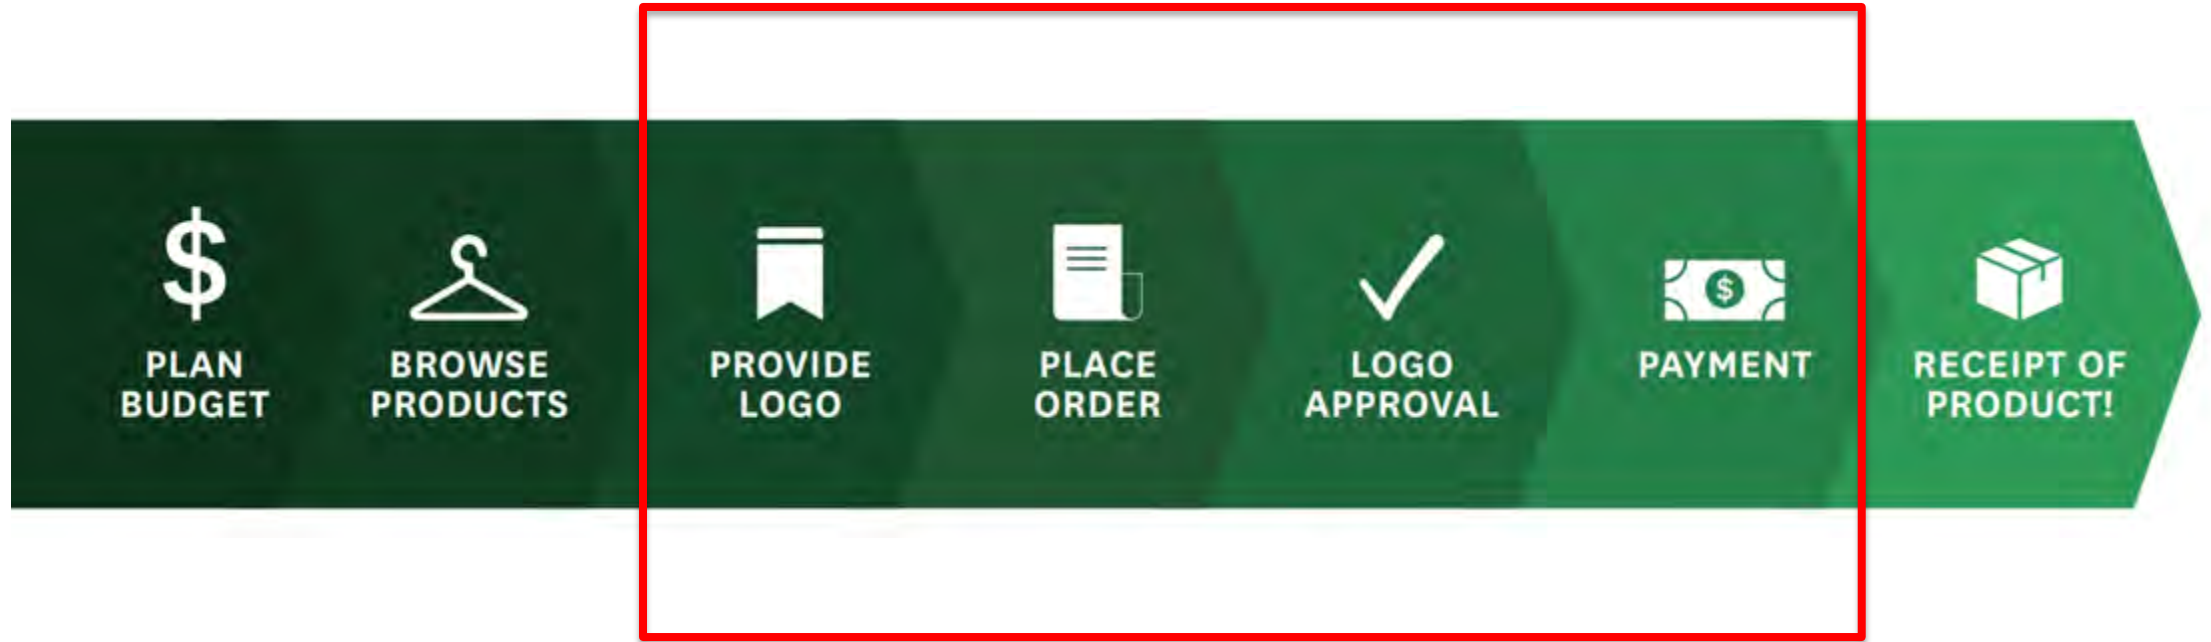 $
PLAN
BUDGET
BROWSE
PRODUCTS
PROVIDE
LOGO
PLACE
ORDER
LOGO
APPROVAL
$
PAYMENT
RECEIPT OF
PRODUCT!